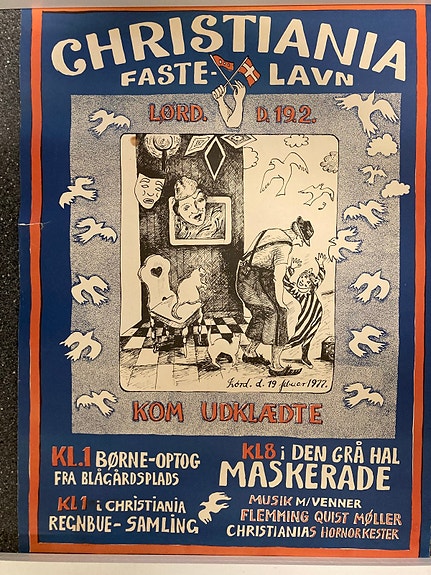 CHRISTIANIA
FASTE-LAVN
LØRD. D. 19.2.
Lørd. d. 19 februar 1977.
KOM UDKLÆDTE
KL.1 BØRNE-OPTOG
FRA BLÅGÅRDSPLADS
KL1 i CHRISTIANIA
REGNBUE-SAMLING
KL8 i DEN GRÅ HAL
MASKERADE
MUSIK M/VENNER
FLEMMING QUIST MØLLER
CHRISTIANIAS HORNORKESTER